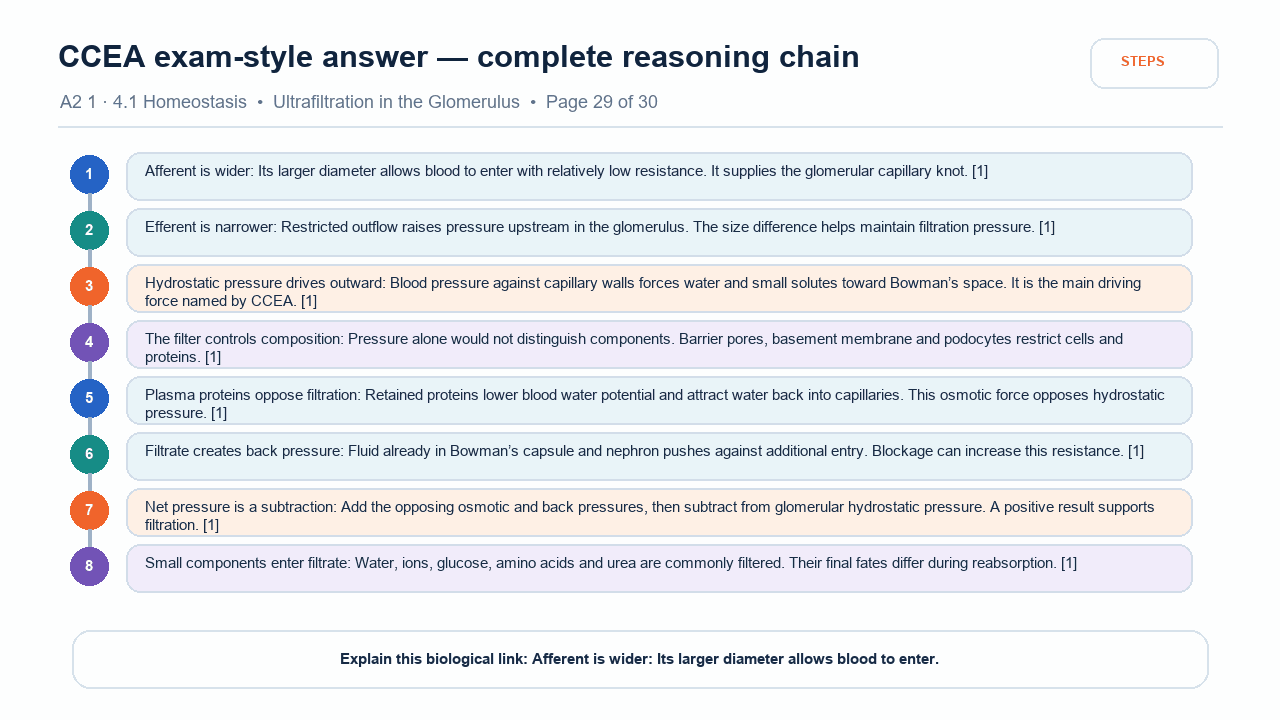 CCEA exam-style answer — complete reasoning chain
STEPS
A2 1 · 4.1 Homeostasis • Ultrafiltration in the Glomerulus • Page 29 of 30
1
Afferent is wider: Its larger diameter allows blood to enter with relatively low resistance. It supplies the glomerular capillary knot. [1]
2
Efferent is narrower: Restricted outflow raises pressure upstream in the glomerulus. The size difference helps maintain filtration pressure. [1]
3
Hydrostatic pressure drives outward: Blood pressure against capillary walls forces water and small solutes toward Bowman’s space. It is the main driving
force named by CCEA. [1]
4
The filter controls composition: Pressure alone would not distinguish components. Barrier pores, basement membrane and podocytes restrict cells and
proteins. [1]
5
Plasma proteins oppose filtration: Retained proteins lower blood water potential and attract water back into capillaries. This osmotic force opposes hydrostatic
pressure. [1]
6
Filtrate creates back pressure: Fluid already in Bowman’s capsule and nephron pushes against additional entry. Blockage can increase this resistance. [1]
7
Net pressure is a subtraction: Add the opposing osmotic and back pressures, then subtract from glomerular hydrostatic pressure. A positive result supports
filtration. [1]
8
Small components enter filtrate: Water, ions, glucose, amino acids and urea are commonly filtered. Their final fates differ during reabsorption. [1]
Explain this biological link: Afferent is wider: Its larger diameter allows blood to enter.